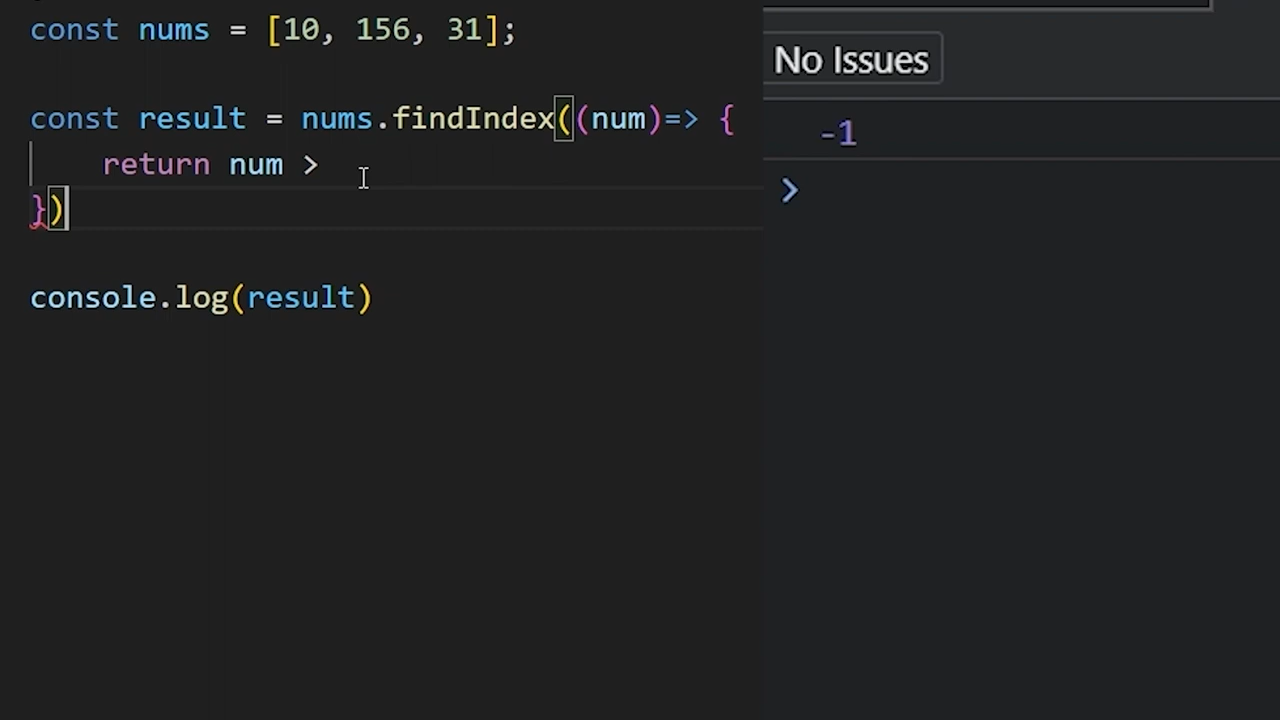 const nums = [10, 156, 31];
No Issues
const result = nums.findIndex((num)=> {
-1
return num >
})
console.log(result)